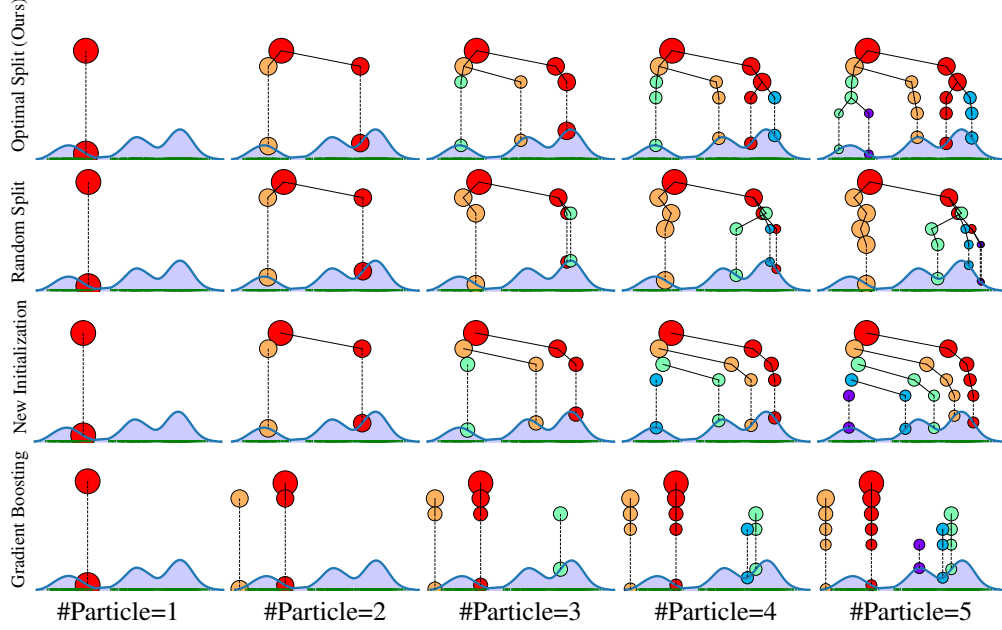 Optimal Split (Ours)
Random Split
New Initialization
Gradient Boosting
#Particle=1 #Particle=2 #Particle=3 #Particle=4 #Particle=5